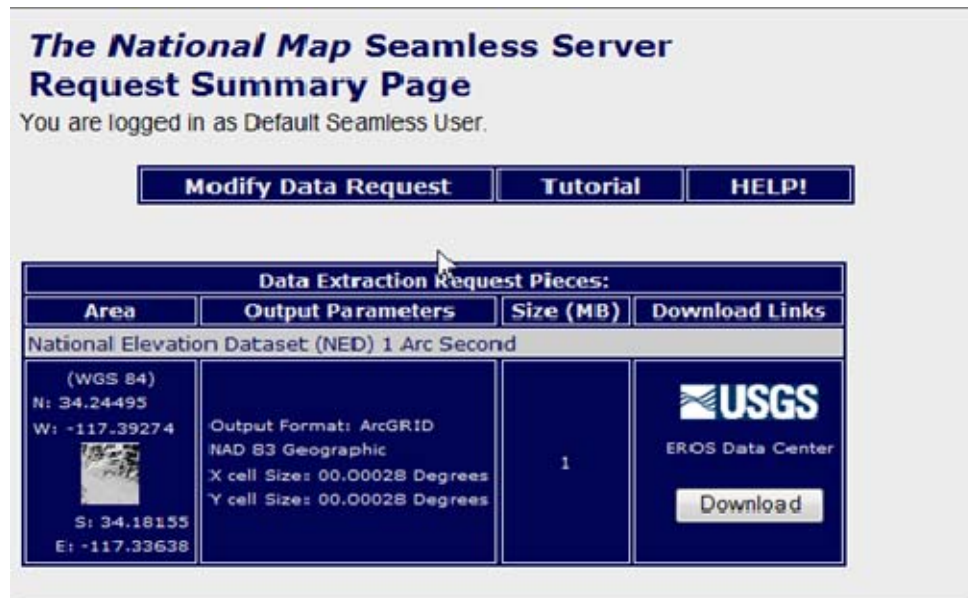 The National Map Seamless Server
Request Summary Page
You are logged in as Default Seamless User.
Modify Data Request Tutorial HELP!
Data Extraction Request Pieces:
Area Output Parameters Size (MB) Download Links
National Elevation Dataset (NED) 1 Arc Second
(WGS 84)
N: 34.24495
W: -117.39274
S: 34.18155
E: -117.33638
Output Format: ArcGRID
NAD 83 Geographic
X cell Size: 00.00028 Degrees
Y cell Size: 00.00028 Degrees
1
USGS
EROS Data Center
Download